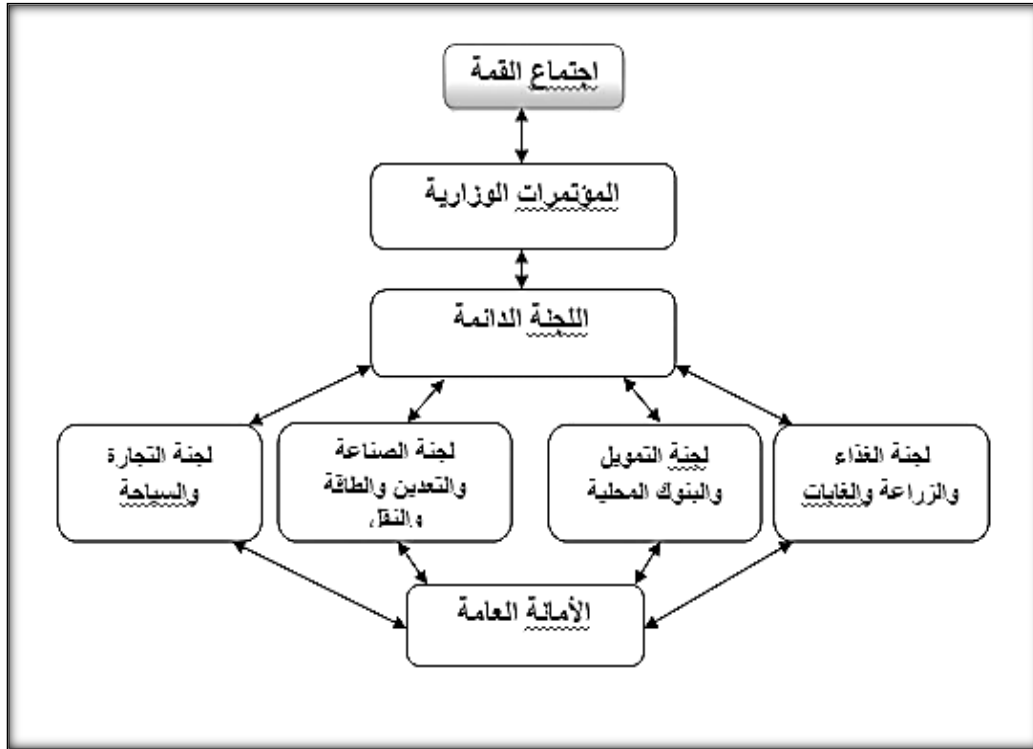 اجتماع القمة
المؤتمرات الوزارية
اللجنة الدائمة
لجنة الغذاء
والزراعة والغابات
لجنة التمويل
والبنوك المحلية
لجنة الصناعة
والتعدين والطاقة
والنقل
لجنة التجارة
والسياحة
الأمانة العامة